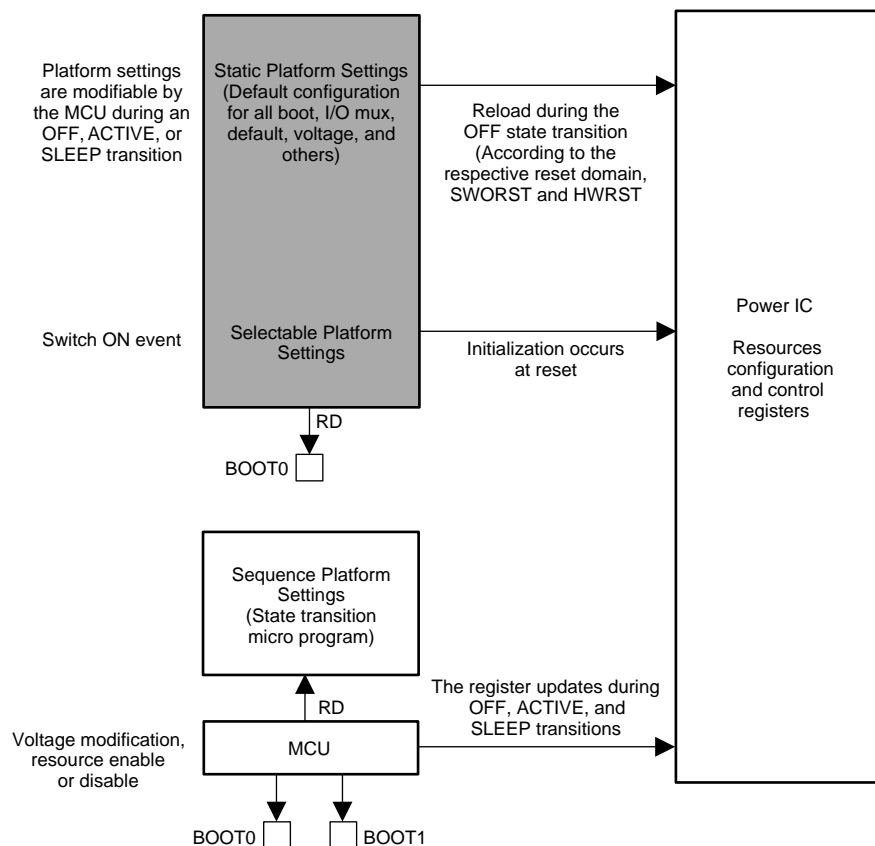 Platform settings
are modifiable by
the MCU during an
OFF, ACTIVE, or
SLEEP transition
Static Platform Settings
(Default configuration
for all boot, I/O mux,
default, voltage, and
others)
Reload during the
OFF state transition
(According to the
respective reset domain,
SWORST and HWRST
Switch ON event
Selectable Platform
Settings
Initialization occurs
at reset
Power IC
Resources
configuration
and control
registers
RD
BOOT0
Sequence Platform
Settings
(State transition
micro program)
RD
The register updates during
OFF, ACTIVE, and
SLEEP transitions
Voltage modification,
resource enable
or disable
MCU
BOOT0
BOOT1